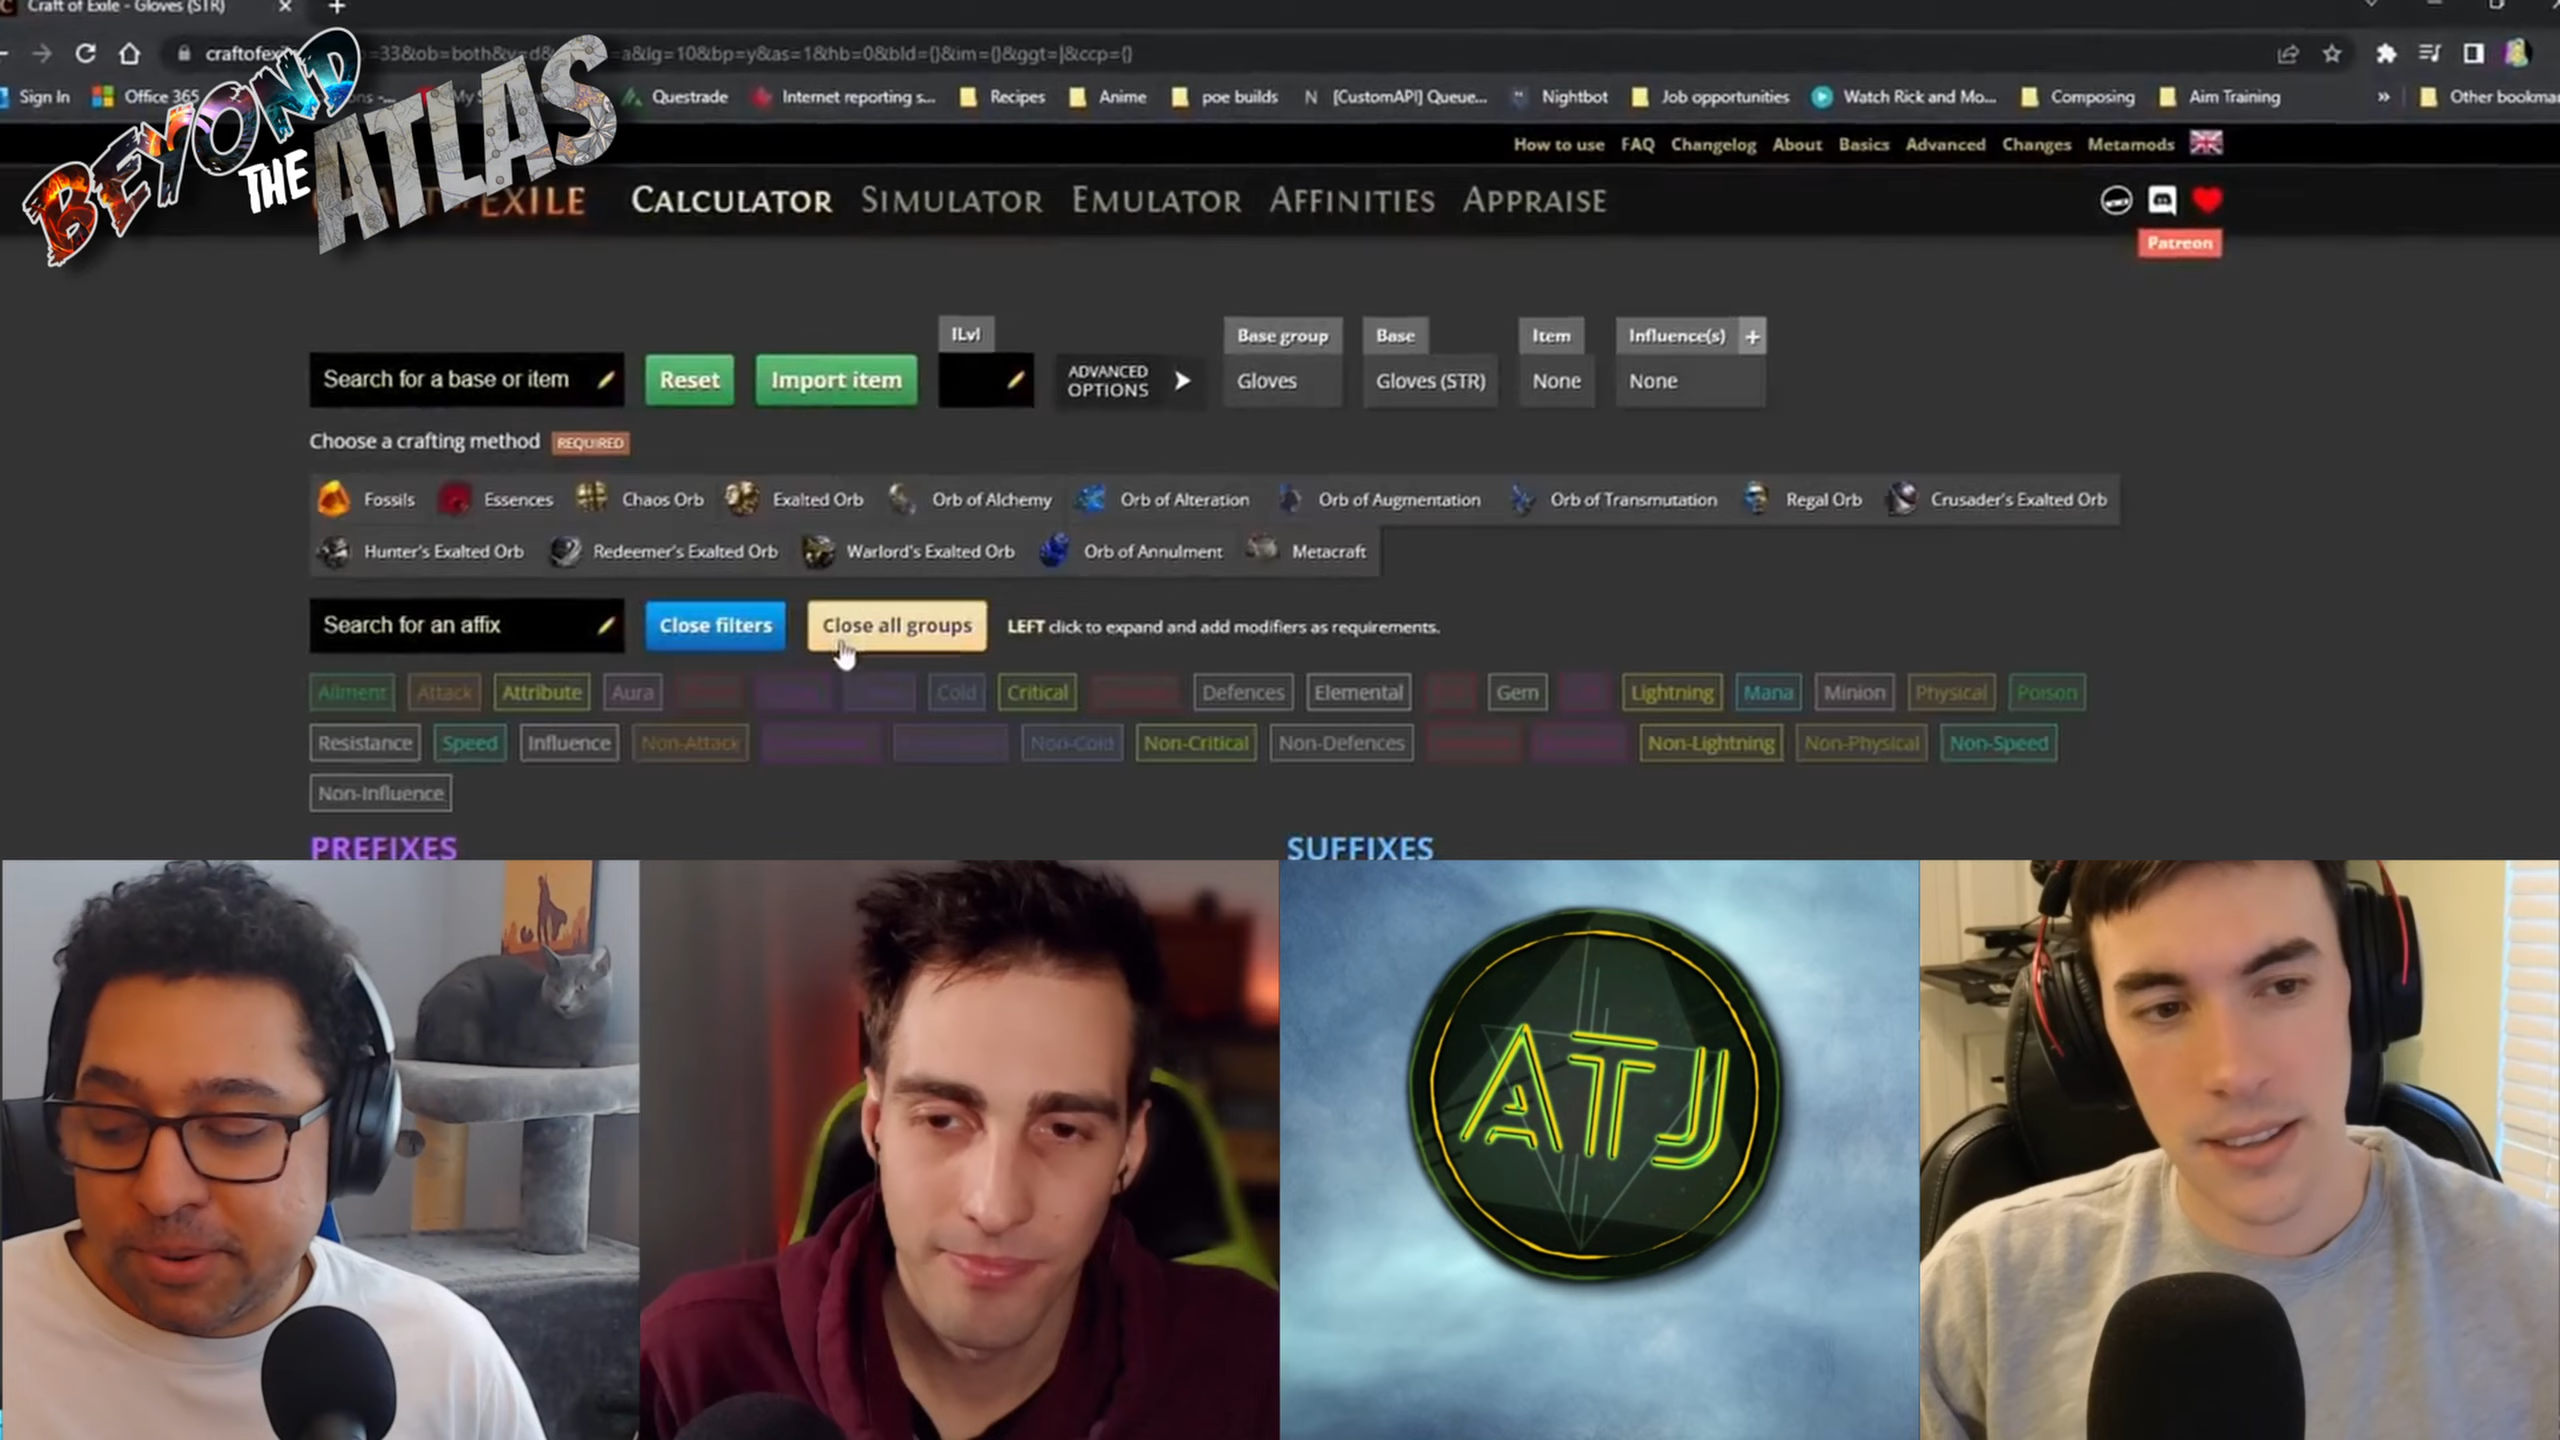 Craft of Exile - Gloves (STR)
=33&ob=both&v=d& =a&lg=10&bp=y&as=1&hb=0&bld={}&im={}&ggt=|&ccp={}
Sign In Office 365 Questrade Internet reporting s... Recipes Anime poe builds [CustomAPI] Queue... Nightbot Job opportunities Watch Rick and Mo... Composing Aim Training » Other bookmar
BEYOND
THE ATLAS
How to use FAQ Changelog About Basics Advanced Changes Metamods
EXILE CALCULATOR SIMULATOR EMULATOR AFFINITIES APPRAISE
Patreon
ILvl Base group Base Item Influence(s) +
Search for a base or item Reset Import item ADVANCED OPTIONS Gloves Gloves (STR) None None
Choose a crafting method REQUIRED
Fossils Essences Chaos Orb Exalted Orb Orb of Alchemy Orb of Alteration Orb of Augmentation Orb of Transmutation Regal Orb Crusader's Exalted Orb
Hunter's Exalted Orb Redeemer's Exalted Orb Warlord's Exalted Orb Orb of Annulment Metacraft
Search for an affix Close filters Close all groups LEFT click to expand and add modifiers as requirements.
Ailment Attack Attribute Aura Cold Critical Defences Elemental Gem Lightning Mana Minion Physical Poison
Resistance Speed Influence Non-Attack Non-Cold Non-Critical Non-Defences Non-Lightning Non-Physical Non-Speed
Non-Influence
PREFIXES SUFFIXES
ATJ